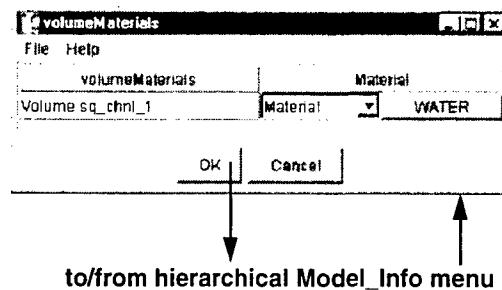 volumeMaterials
File Help
volumeMaterials Material
Volume sq_chnl_1 Material WATER
OK Cancel
to/from hierarchical Model_Info menu